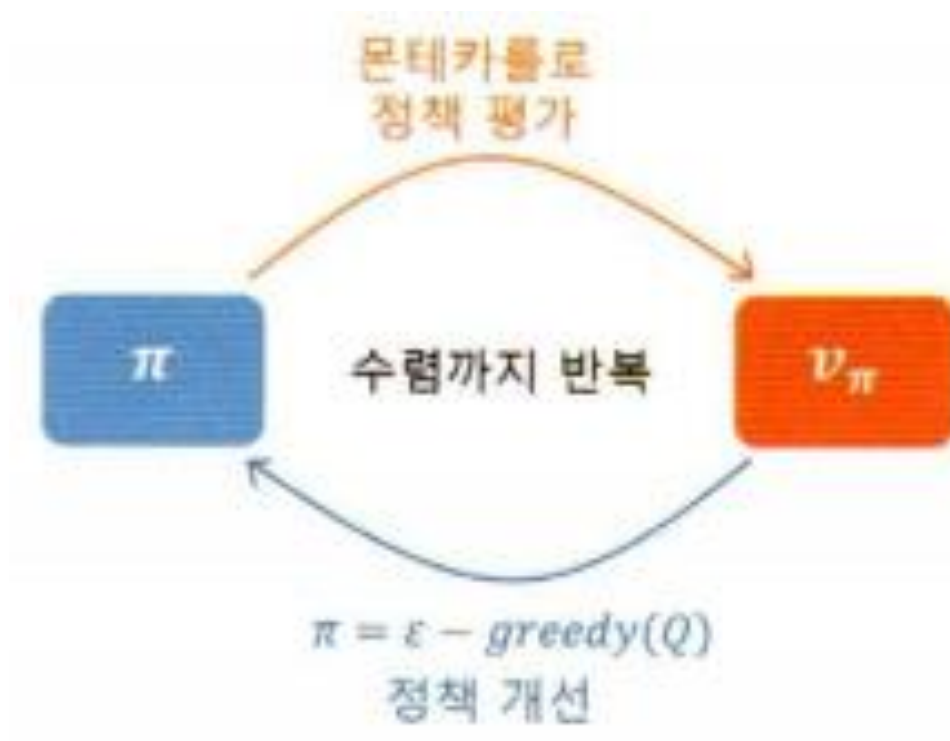 몬테카를로
정책 평가
π
수렴까지 반복
v_π
π = ε − greedy(Q)
정책 개선